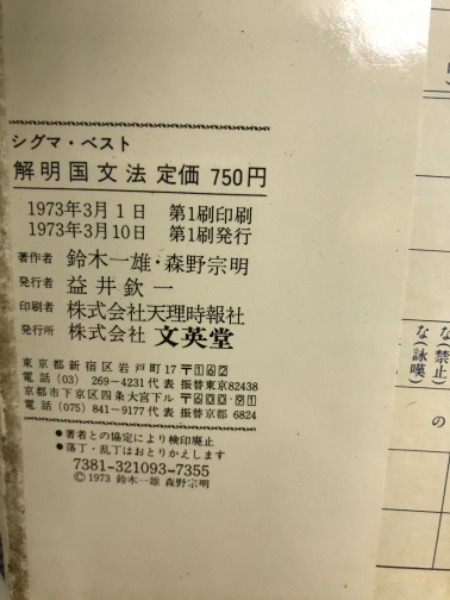 シグマ・ベスト
解明国文法 定価 750円
1973年3月1日 第1刷印刷
1973年3月10日 第1刷発行
著作者 鈴木一雄・森野宗明
発行者 益井欽一
印刷者 株式会社天理時報社
発行所 株式会社 文英堂
東京都新宿区岩戸町17 〒162
電話(03) 269-4231代表 振替東京82438
京都市下京区四条大宮下ル 〒600-91
電話(075) 841-9177代表 振替京都 6824
●著者との協定により検印廃止
●落丁・乱丁はおとりかえします
7381-321093-7355
©1973 鈴木一雄 森野宗明
な(禁止)
な(詠嘆)
の